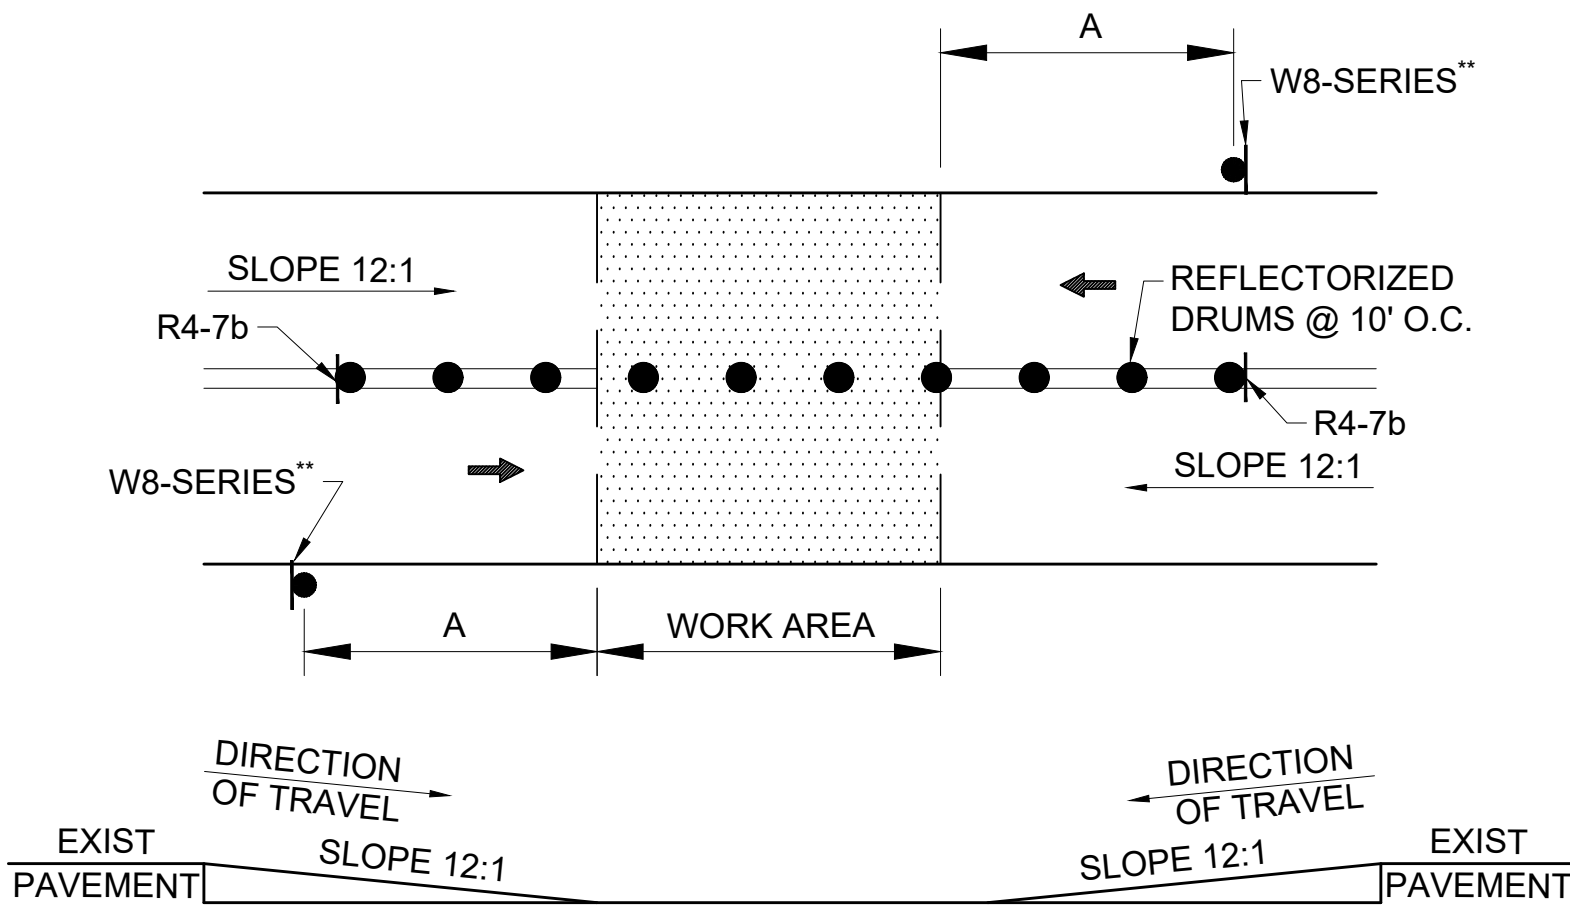 A
W8-SERIES**
SLOPE 12:1
REFLECTORIZED
DRUMS @ 10' O.C.
R4-7b
R4-7b
SLOPE 12:1
W8-SERIES**
A
WORK AREA
DIRECTION
OF TRAVEL
DIRECTION
OF TRAVEL
EXIST
PAVEMENT
SLOPE 12:1
SLOPE 12:1
EXIST
PAVEMENT